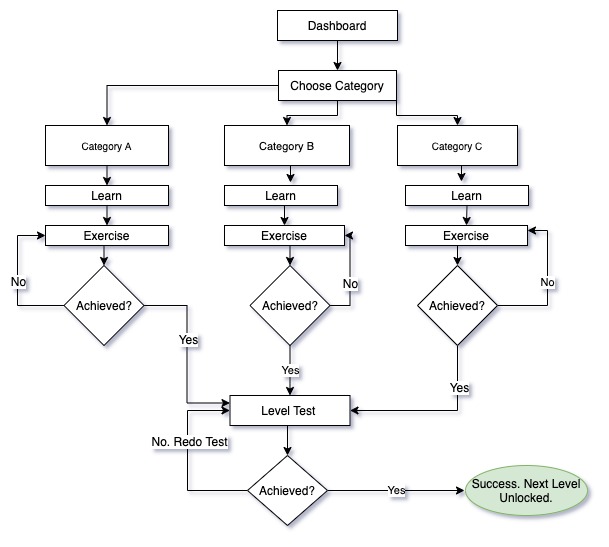 Dashboard
Choose Category
Category A
Category B
Category C
Learn
Learn
Learn
Exercise
Exercise
Exercise
No
Achieved?
Achieved?
No
Achieved?
No
Yes
Yes
Yes
Level Test
No. Redo Test
Achieved?
Yes
Success. Next Level
Unlocked.